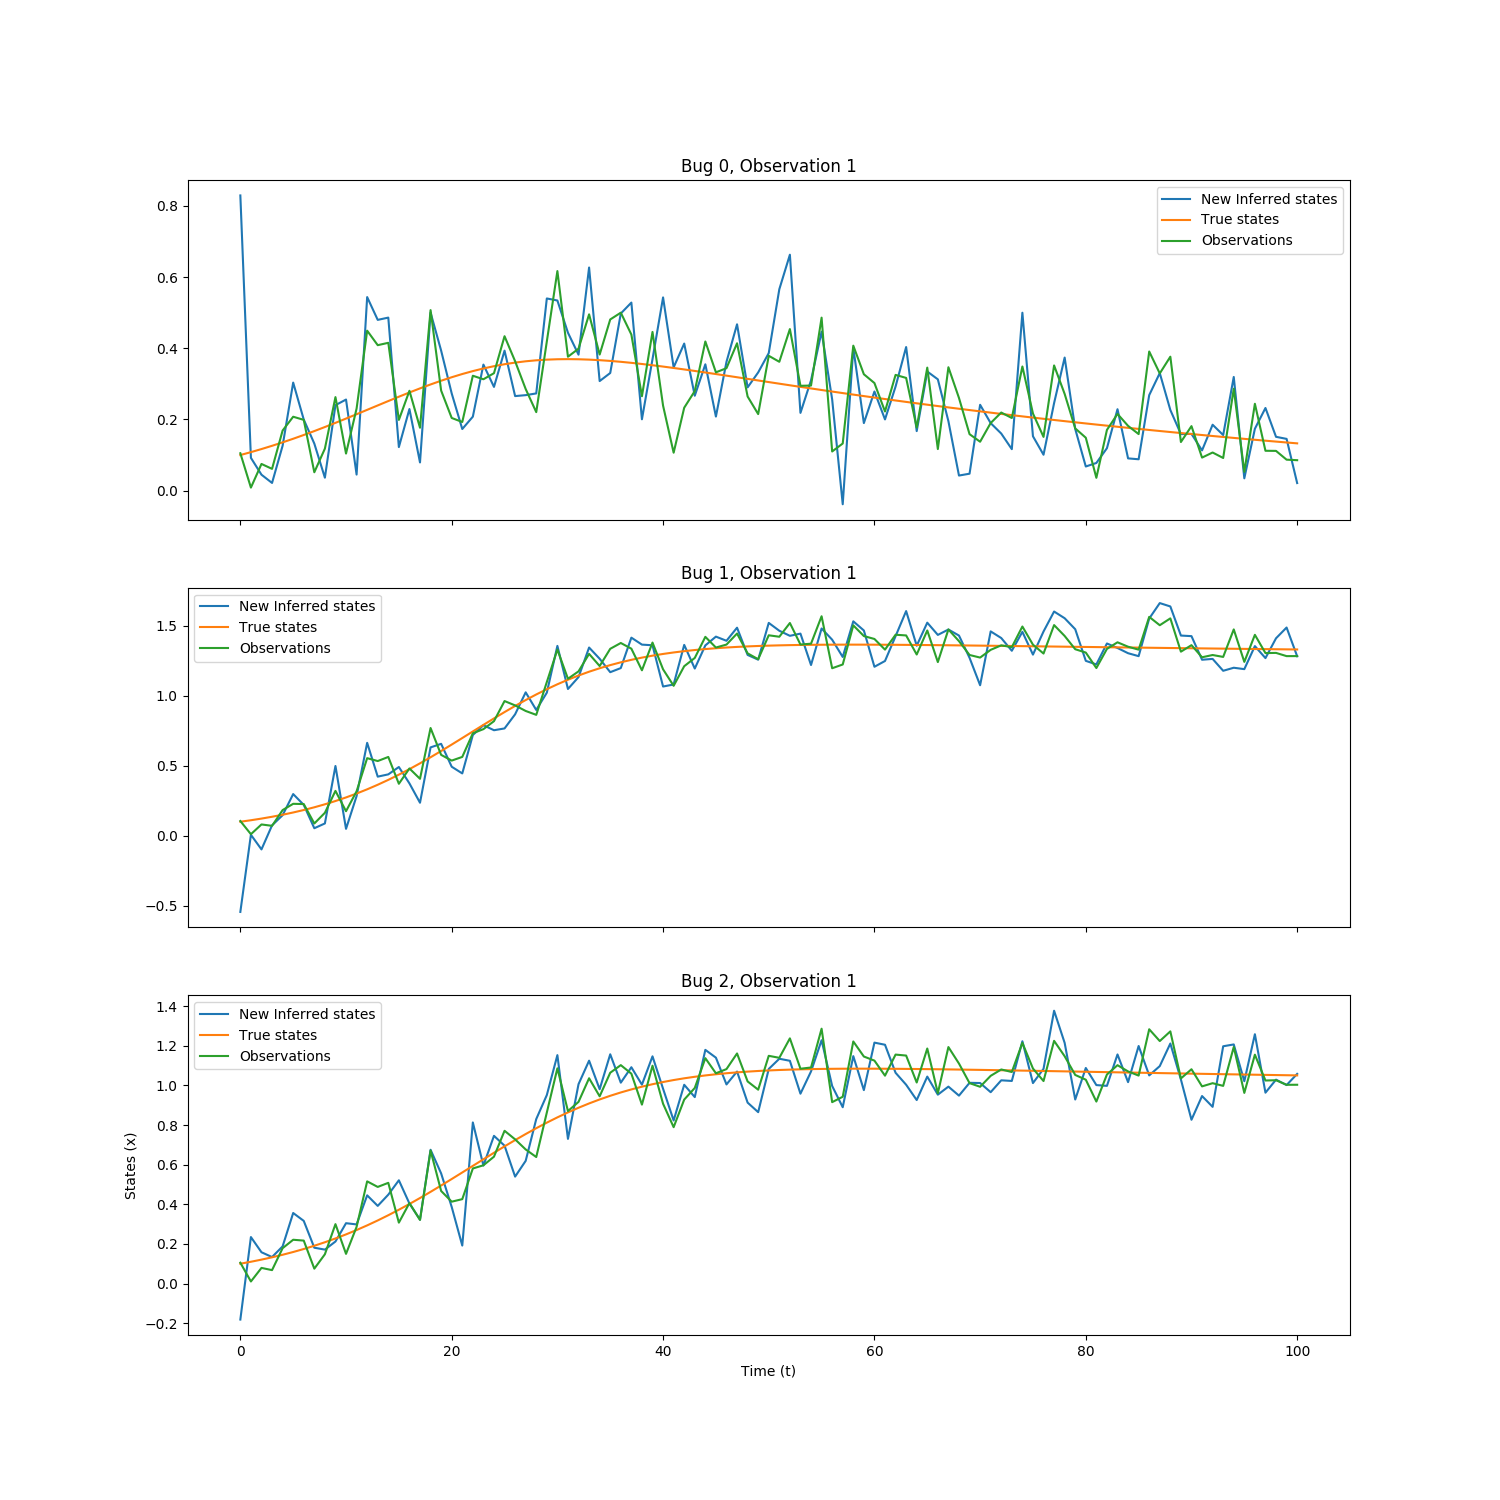 Bug 0, Observation 1
0.8
0.6
0.4
0.2
0.0
New Inferred states
True states
Observations
Bug 1, Observation 1
1.5
1.0
0.5
0.0
−0.5
New Inferred states
True states
Observations
Bug 2, Observation 1
1.4
1.2
1.0
0.8
0.6
0.4
0.2
0.0
−0.2
New Inferred states
True states
Observations
States (x)
0 20 40 60 80 100
Time (t)